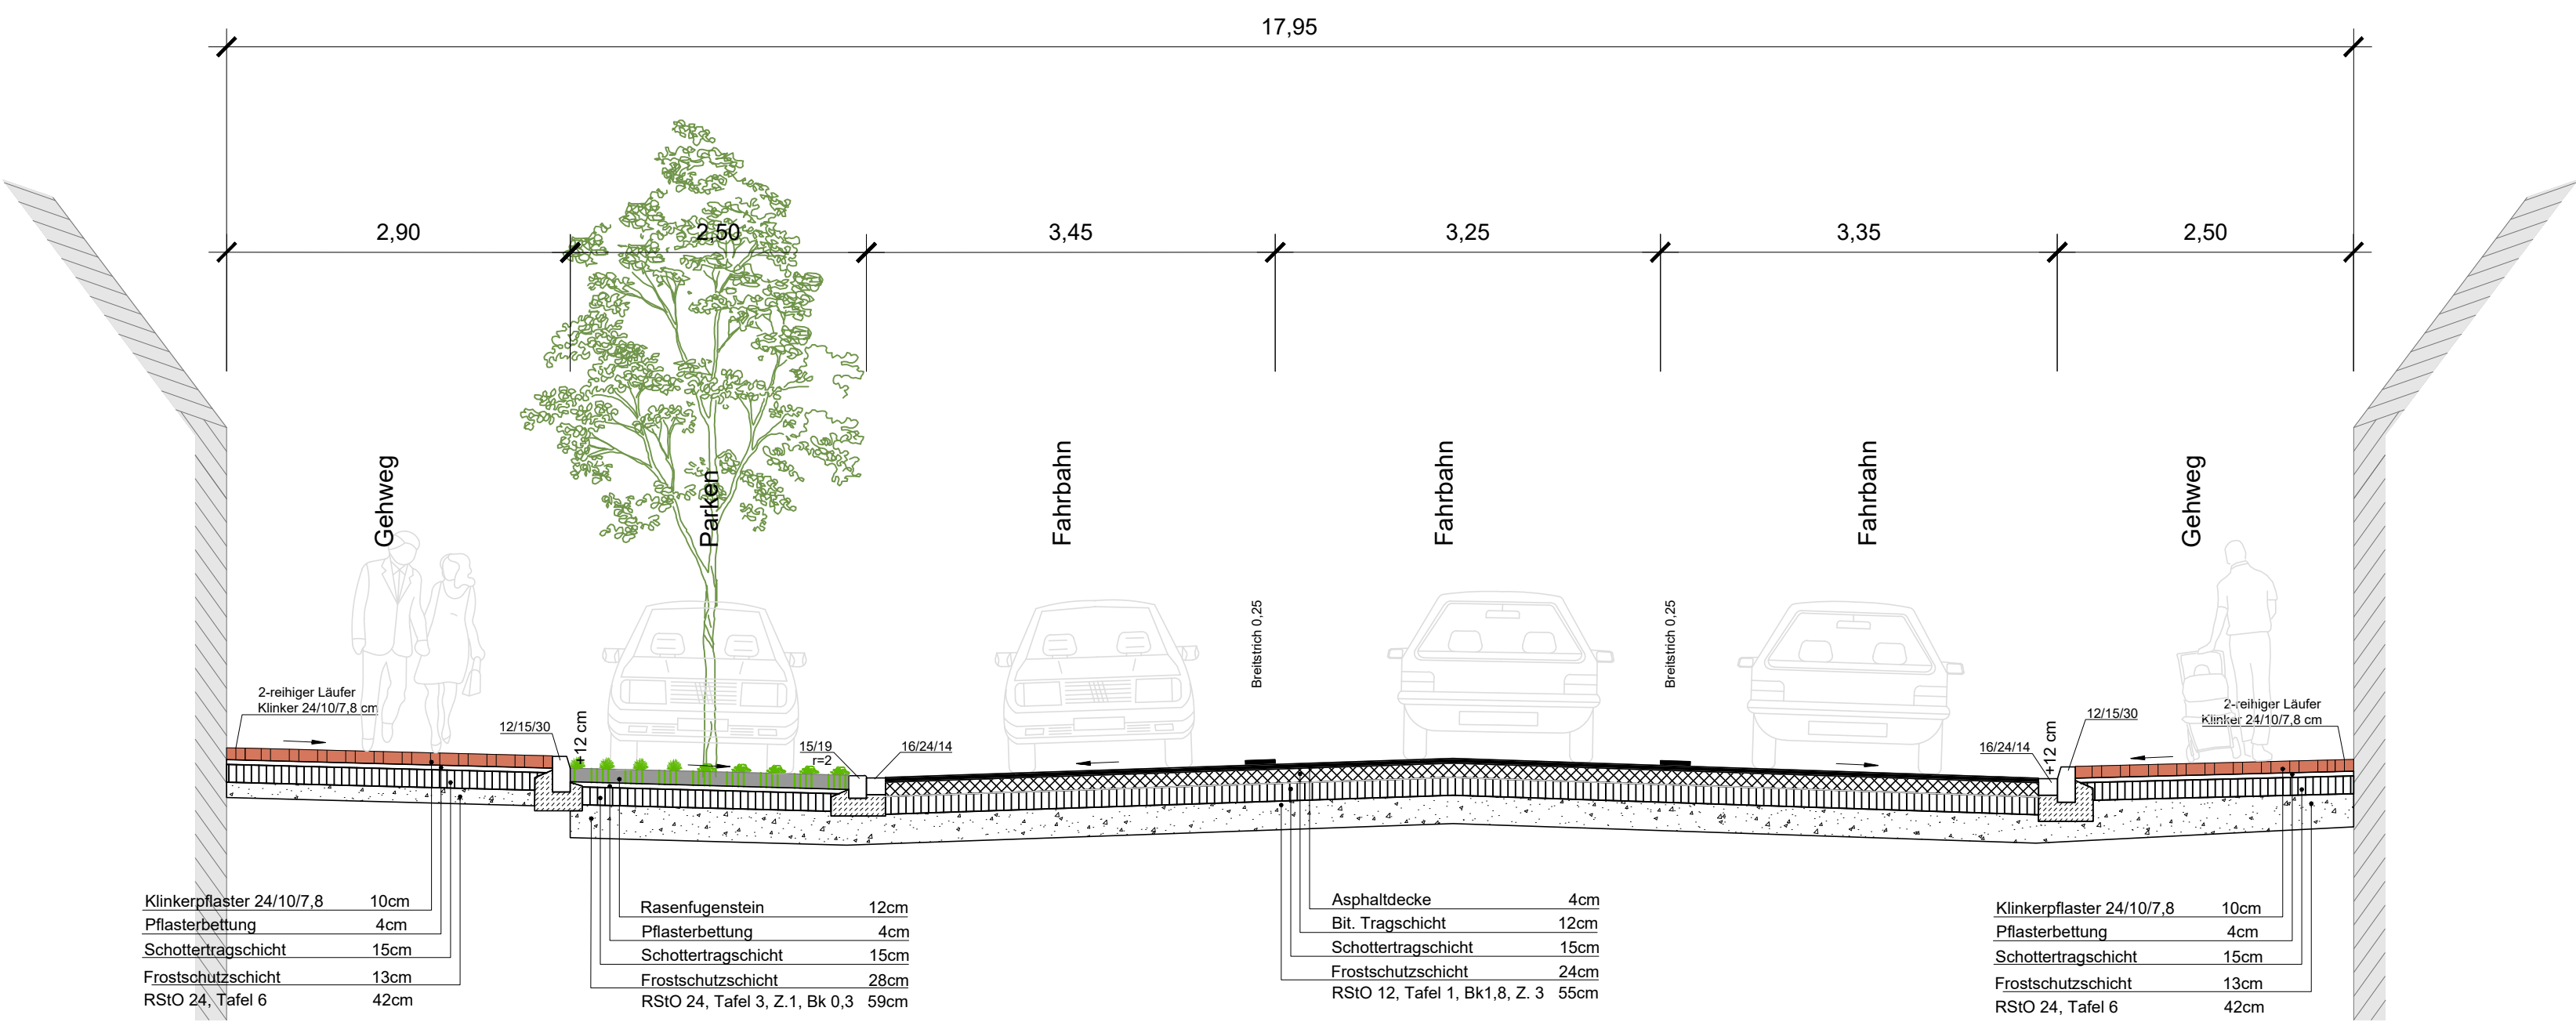 17,95
2,90
2,50
3,45
3,25
3,35
2,50
Gehweg
Parken
Fahrbahn
Fahrbahn
Fahrbahn
Gehweg
Breitstrich 0,25
Breitstrich 0,25
2-reihiger Läufer
Klinker 24/10/7,8 cm
12/15/30
+12 cm
15/19
r=2
16/24/14
16/24/14
+12 cm
12/15/30
2-reihiger Läufer
Klinker 24/10/7,8 cm
Klinkerpflaster 24/10/7,8 10cm
Pflasterbettung 4cm
Schottertragschicht 15cm
Frostschutzschicht 13cm
RStO 24, Tafel 6 42cm
Rasenfugenstein 12cm
Pflasterbettung 4cm
Schottertragschicht 15cm
Frostschutzschicht 28cm
RStO 24, Tafel 3, Z.1, Bk 0,3 59cm
Asphaltdecke 4cm
Bit. Tragschicht 12cm
Schottertragschicht 15cm
Frostschutzschicht 24cm
RStO 12, Tafel 1, Bk1,8, Z. 3 55cm
Klinkerpflaster 24/10/7,8 10cm
Pflasterbettung 4cm
Schottertragschicht 15cm
Frostschutzschicht 13cm
RStO 24, Tafel 6 42cm